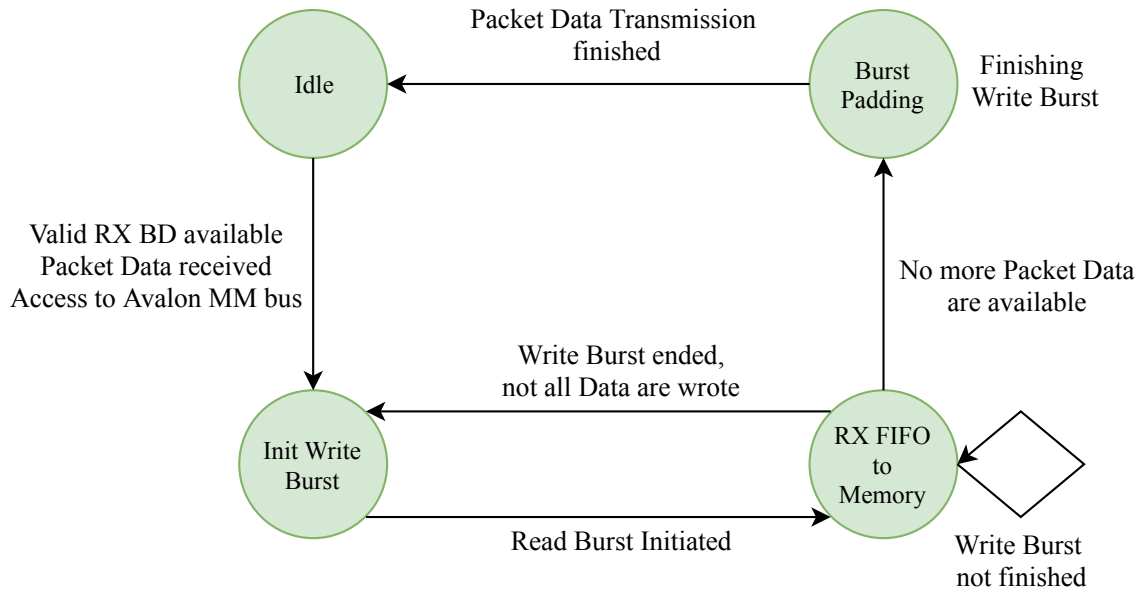 Packet Data Transmission
finished
Idle
Burst
Padding
Finishing
Write Burst
Valid RX BD available
Packet Data received
Access to Avalon MM bus
No more Packet Data
are available
Write Burst ended,
not all Data are wrote
Init Write
Burst
RX FIFO
to
Memory
Read Burst Initiated
Write Burst
not finished